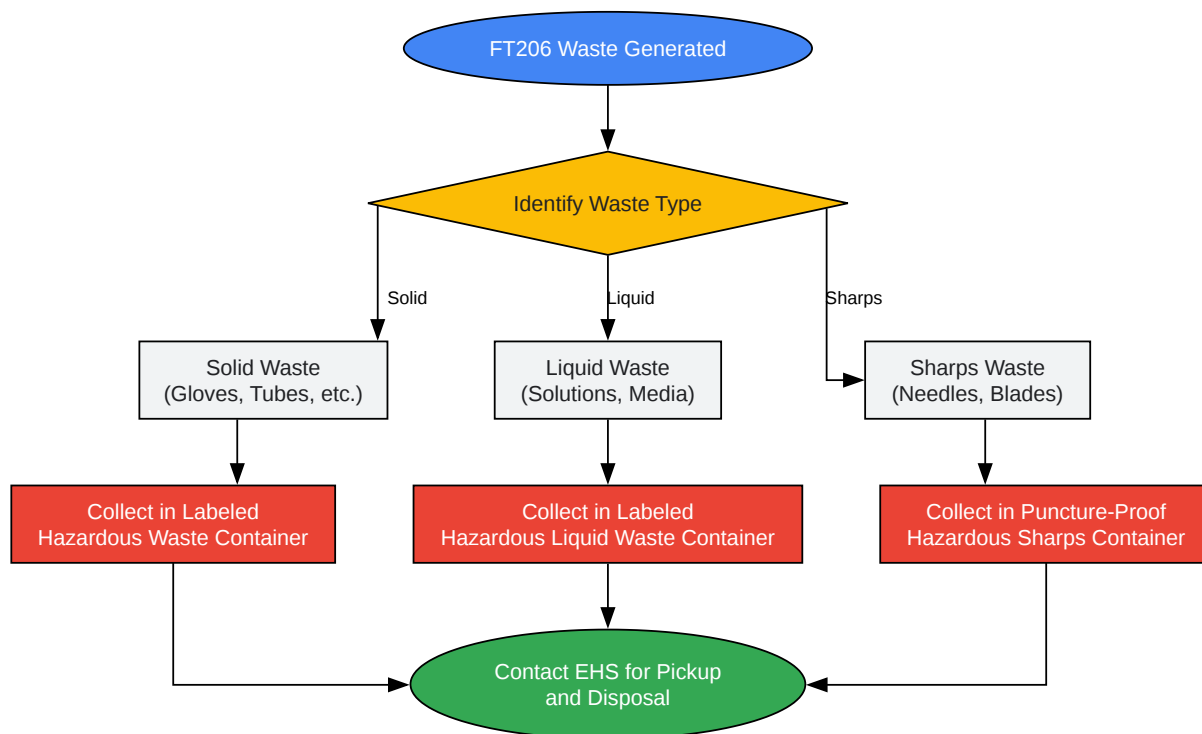 FT206 Waste Generated
Identify Waste Type
Solid
Liquid
Sharps
Solid Waste
(Gloves, Tubes, etc.)
Liquid Waste
(Solutions, Media)
Sharps Waste
(Needles, Blades)
Collect in Labeled
Hazardous Waste Container
Collect in Labeled
Hazardous Liquid Waste Container
Collect in Puncture-Proof
Hazardous Sharps Container
Contact EHS for Pickup
and Disposal